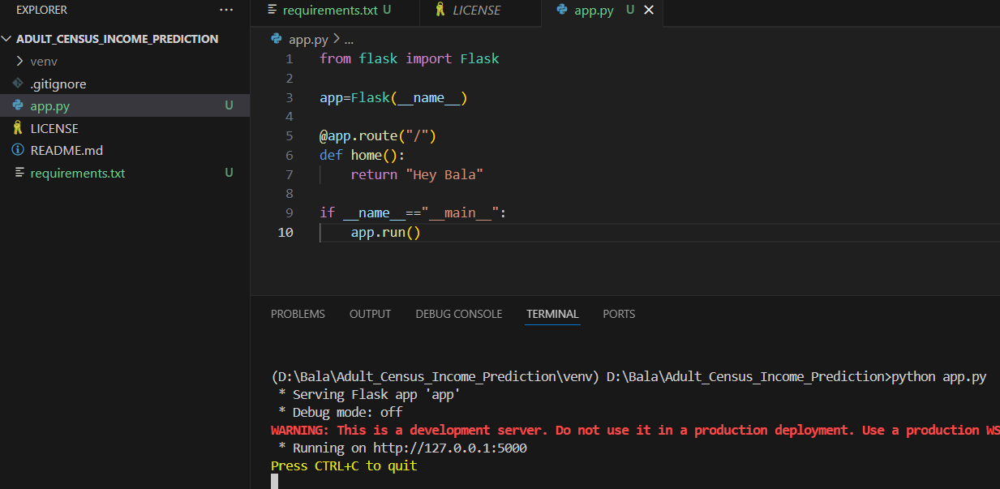 EXPLORER
ADULT_CENSUS_INCOME_PREDICTION
venv
.gitignore
app.py U
LICENSE
README.md
requirements.txt U
requirements.txt U LICENSE app.py U
app.py > ...
1 from flask import Flask
2
3 app=Flask(__name__)
4
5 @app.route("/")
6 def home():
7     return "Hey Bala"
8
9 if __name__=="__main__":
10     app.run()
PROBLEMS OUTPUT DEBUG CONSOLE TERMINAL PORTS
(D:\Bala\Adult_Census_Income_Prediction\venv) D:\Bala\Adult_Census_Income_Prediction>python app.py
 * Serving Flask app 'app'
 * Debug mode: off
WARNING: This is a development server. Do not use it in a production deployment. Use a production WS
 * Running on http://127.0.0.1:5000
Press CTRL+C to quit